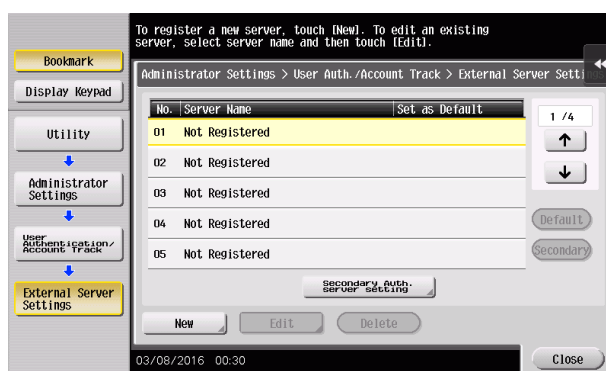 To register a new server, touch [New]. To edit an existing
server, select server name and then touch [Edit].
Bookmark
Display Keypad
Utility
Administrator
Settings
User
Authentication/
Account Track
External Server
Settings
Administrator Settings > User Auth./Account Track > External Server Settings
No. Server Name Set as Default
01 Not Registered
02 Not Registered
03 Not Registered
04 Not Registered
05 Not Registered
1 /4
Default
Secondary
Secondary Auth.
server setting
New Edit Delete
03/08/2016 00:30
Close